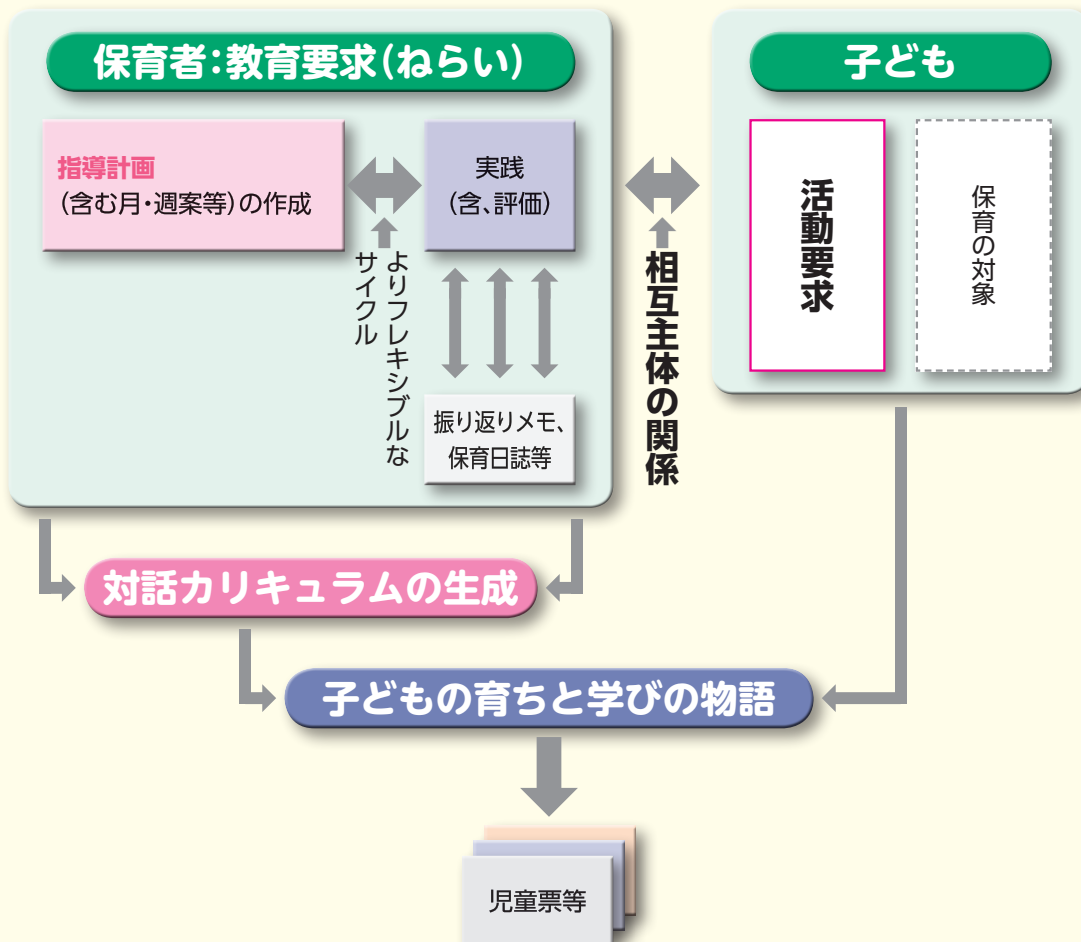 保育者：教育要求（ねらい）
指導計画
（含む月・週案等）の作成
実践
（含、評価）
よりフレキシブルな
サイクル
振り返りメモ、
保育日誌等
相互主体の関係
子ども
活動要求
保育の対象
対話カリキュラムの生成
子どもの育ちと学びの物語
児童票等